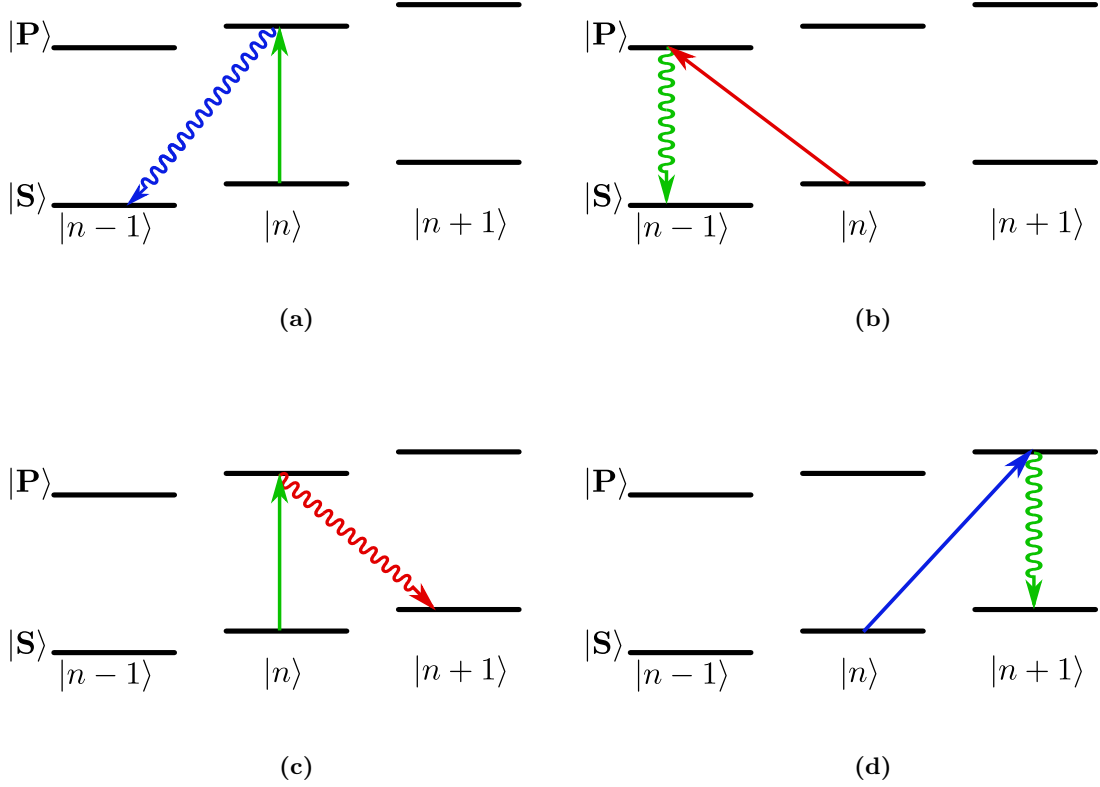 |P⟩ |P⟩
|S⟩ |S⟩
|n − 1⟩ |n⟩ |n + 1⟩ |n − 1⟩ |n⟩ |n + 1⟩
(a) (b)
|P⟩ |P⟩
|S⟩ |S⟩
|n − 1⟩ |n⟩ |n + 1⟩ |n − 1⟩ |n⟩ |n + 1⟩
(c) (d)